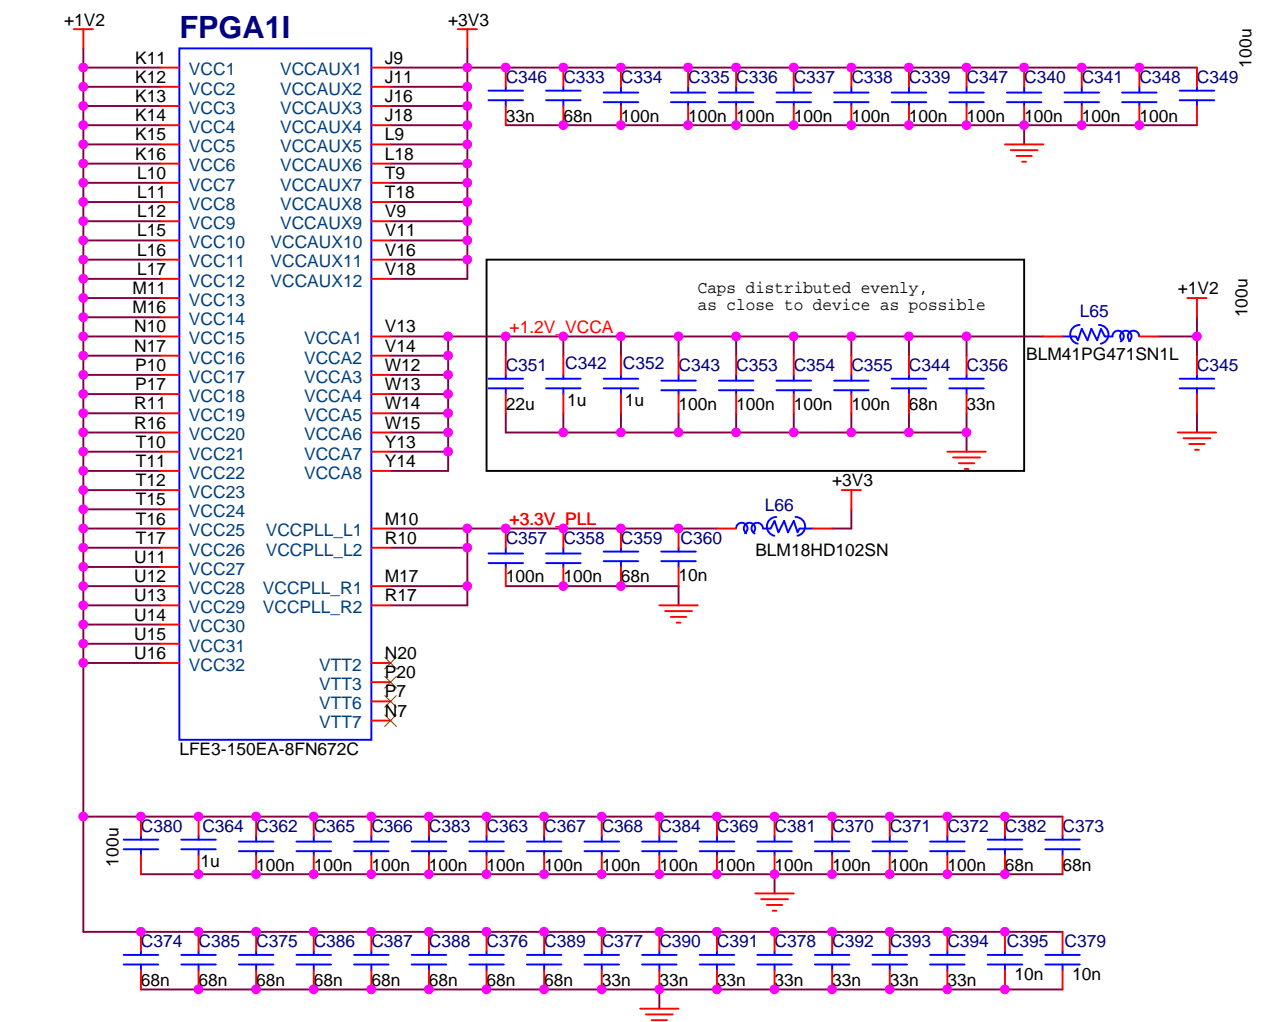 +1V2
FPGA1I
+3V3
100u
K11 VCC1 VCCAUX1 J9
K12 VCC2 VCCAUX2 J11
K13 VCC3 VCCAUX3 J16
K14 VCC4 VCCAUX4 J18
K15 VCC5 VCCAUX5 L9
K16 VCC6 VCCAUX6 L18
L10 VCC7 VCCAUX7 T9
L11 VCC8 VCCAUX8 T18
L12 VCC9 VCCAUX9 V9
L15 VCC10 VCCAUX10 V11
L16 VCC11 VCCAUX11 V16
L17 VCC12 VCCAUX12 V18
M11 VCC13
M16 VCC14
N10 VCC15 VCCA1 V13
N17 VCC16 VCCA2 V14
P10 VCC17 VCCA3 W12
P17 VCC18 VCCA4 W13
R11 VCC19 VCCA5 W14
R16 VCC20 VCCA6 W15
T10 VCC21 VCCA7 Y13
T11 VCC22 VCCA8 Y14
T12 VCC23
T15 VCC24
T16 VCC25 VCCPLL_L1 M10
T17 VCC26 VCCPLL_L2 R10
U11 VCC27
U12 VCC28 VCCPLL_R1 M17
U13 VCC29 VCCPLL_R2 R17
U14 VCC30
U15 VCC31
U16 VCC32 VTT2 N20
VTT3 P20
VTT6 P7
VTT7 N7
LFE3-150EA-8FN672C
C346 C333 C334 C335 C336 C337 C338 C339 C347 C340 C341 C348 C349
33n 68n 100n 100n 100n 100n 100n 100n 100n 100n 100n 100n
Caps distributed evenly,
as close to device as possible
+1V2
100u
+1.2V_VCCA
L65
BLM41PG471SN1L
C351 C342 C352 C343 C353 C354 C355 C344 C356 C345
22u 1u 1u 100n 100n 100n 100n 68n 33n
+3V3
+3.3V_PLL
L66
BLM18HD102SN
C357 C358 C359 C360
100n 100n 68n 10n
C380 C364 C362 C365 C366 C383 C363 C367 C368 C384 C369 C381 C370 C371 C372 C382 C373
100u 1u 100n 100n 100n 100n 100n 100n 100n 100n 100n 100n 100n 100n 100n 68n 68n
C374 C385 C375 C386 C387 C388 C376 C389 C377 C390 C391 C378 C392 C393 C394 C395 C379
68n 68n 68n 68n 68n 68n 68n 68n 33n 33n 33n 33n 33n 33n 33n 10n 10n